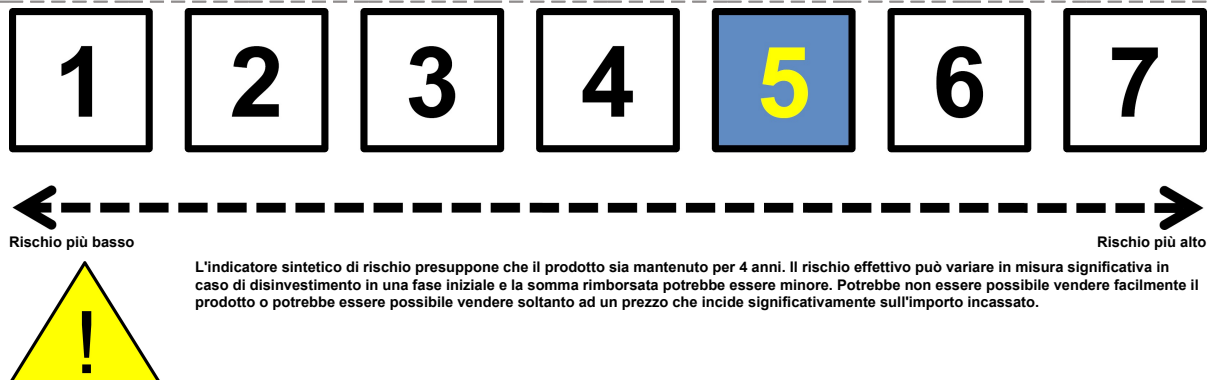 1 2 3 4 5 6 7
Rischio più basso Rischio più alto
L'indicatore sintetico di rischio presuppone che il prodotto sia mantenuto per 4 anni. Il rischio effettivo può variare in misura significativa in
caso di disinvestimento in una fase iniziale e la somma rimborsata potrebbe essere minore. Potrebbe non essere possibile vendere facilmente il
prodotto o potrebbe essere possibile vendere soltanto ad un prezzo che incide significativamente sull'importo incassato.
!